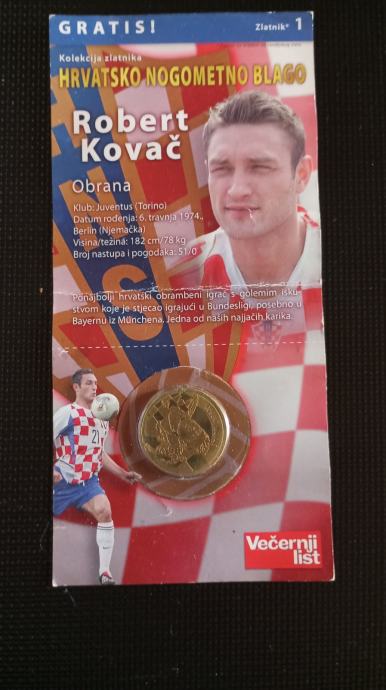 GRATIS!
Zlatnik® 1
Kolekcija zlatnika
HRVATSKO NOGOMETNO BLAGO
Robert
Kovač
Obrana
Klub: Juventus (Torino)
Datum rođenja: 6. travnja 1974.,
Berlin (Njemačka)
Visina/težina: 182 cm/78 kg
Broj nastupa i pogodaka: 51/0
Ponajbolji hrvatski obrambeni igrač s golemim isku-
stvom koje je stjecao igrajući u Bundesligi, posebno u
Bayernu iz Münchena. Jedna od naših najjačih karika.
21
Večernji
list